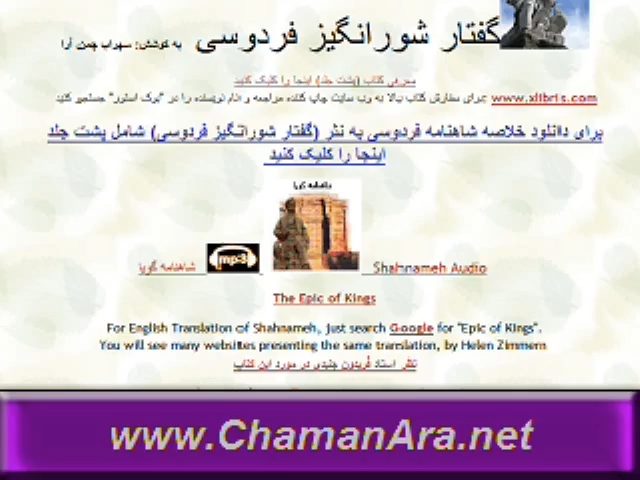 گفتار شورانگیز فردوسی به کوشش: سهراب چمن آرا
معرفی کتاب (پشت جلد) اینجا را کلیک کنید
برای سفارش کتاب بالا به وب سایت چاپ کننده مراجعه و نام نویسنده را در "بوک استور" جستجو کنید www.xlibris.com
برای دانلود خلاصه شاهنامه فردوسی به نثر (گفتار شورانگیز فردوسی) شامل پشت جلد
اینجا را کلیک کنید
شاهنامه گویا
شاهنامه گویا mp3 Shahnameh Audio
The Epic of Kings
For English Translation of Shahnameh, just search Google for "Epic of Kings".
You will see many websites presenting the same translation, by Helen Zimmern
نظر استاد فریدون جنیدی در مورد این کتاب
www.ChamanAra.net